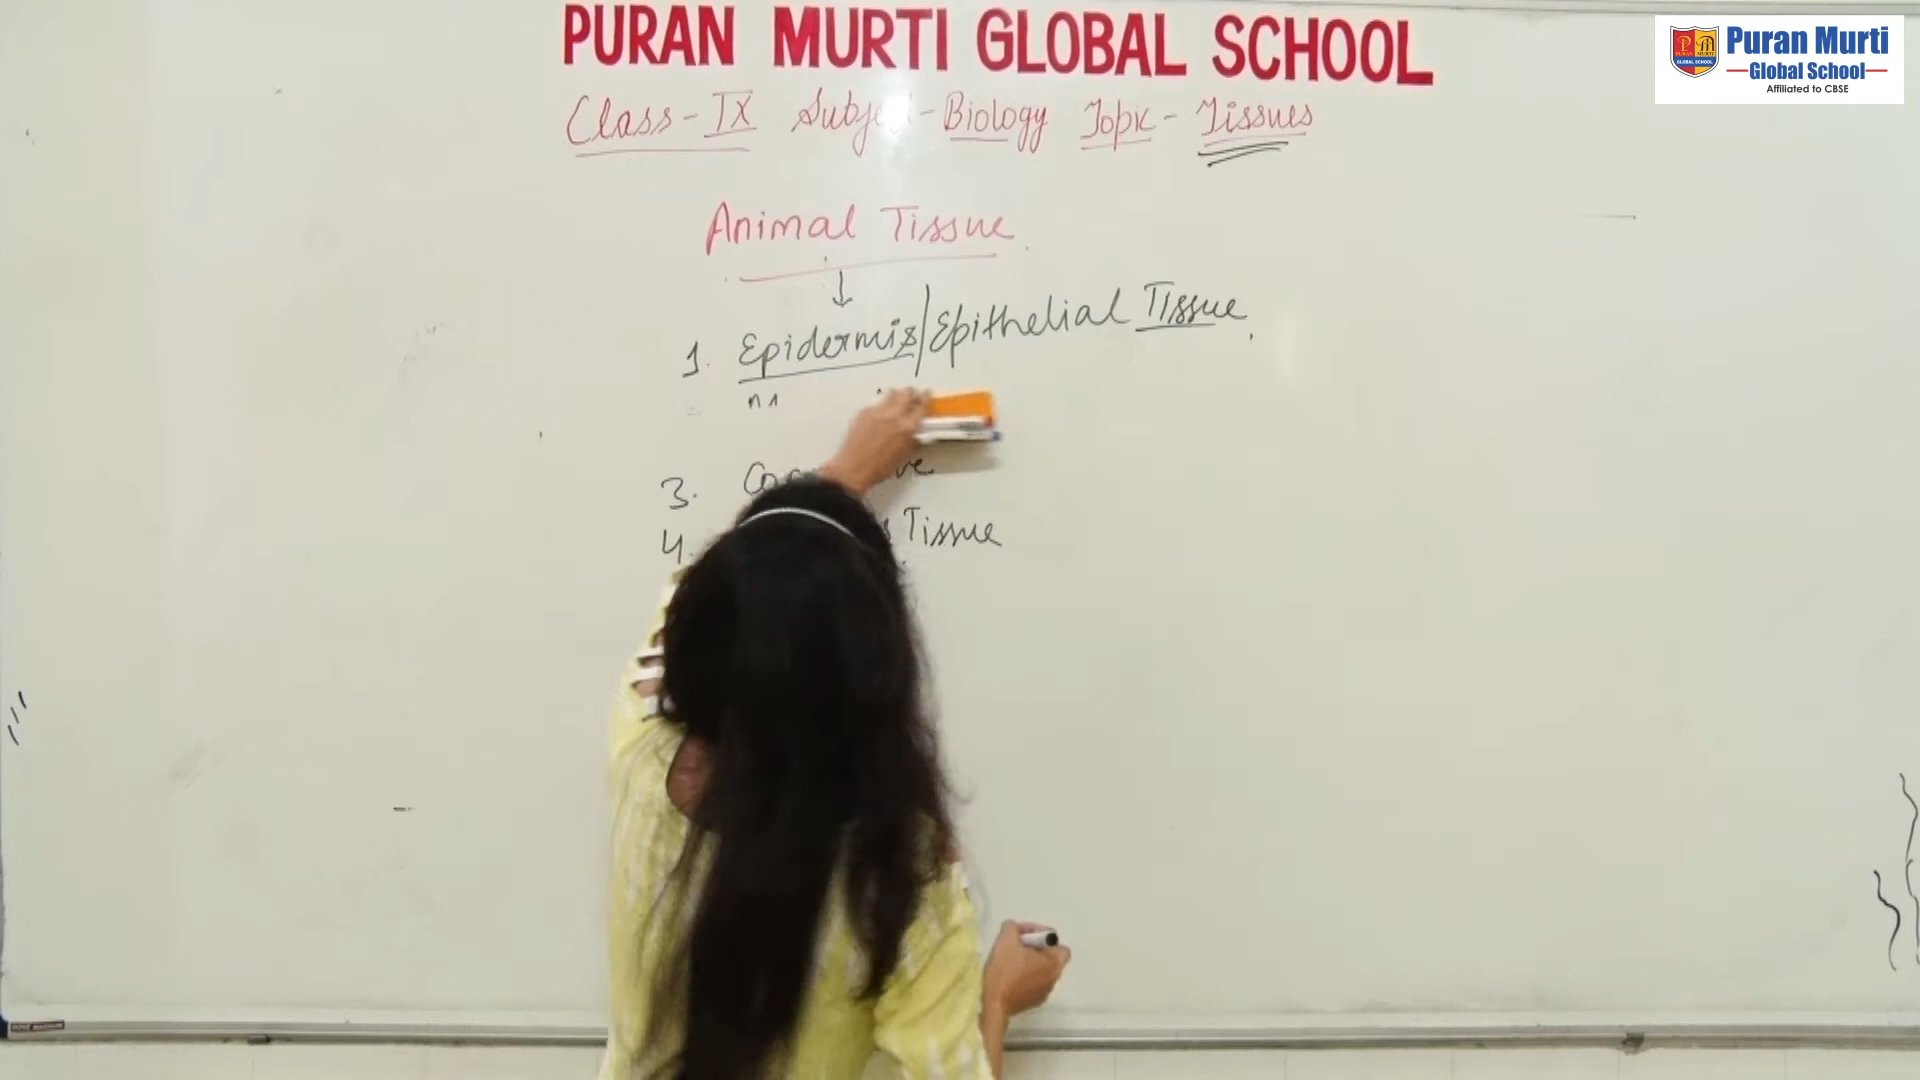 PURAN MURTI GLOBAL SCHOOL
Puran Murti
Global School
Affiliated to CBSE
Class - IX Subje - Biology Topic - Tissues
Animal Tissue
1. Epidermis/Epithelial Tissue.
3.
4. Tissue